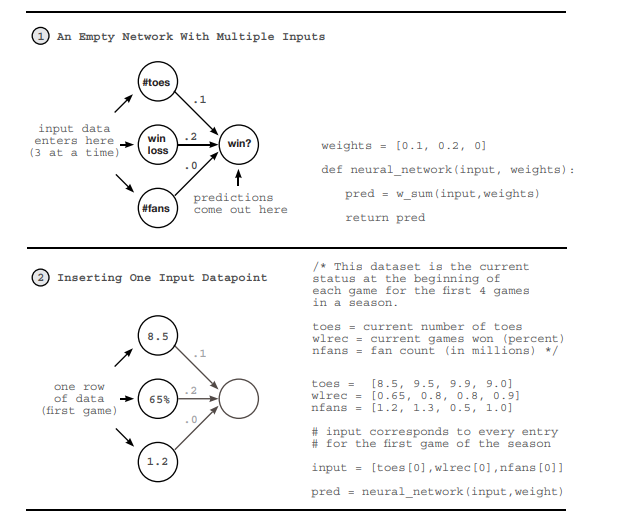 1 An Empty Network With Multiple Inputs
#toes
.1
input data
enters here
(3 at a time)
win
loss
.2
win?
.0
#fans
predictions
come out here
weights = [0.1, 0.2, 0]
def neural_network(input, weights):
pred = w_sum(input,weights)
return pred
2 Inserting One Input Datapoint
8.5
.1
one row
of data
(first game)
65%
.2
.0
1.2
/* This dataset is the current
status at the beginning of
each game for the first 4 games
in a season.
toes = current number of toes
wlrec = current games won (percent)
nfans = fan count (in millions) */
toes = [8.5, 9.5, 9.9, 9.0]
wlrec = [0.65, 0.8, 0.8, 0.9]
nfans = [1.2, 1.3, 0.5, 1.0]
# input corresponds to every entry
# for the first game of the season
input = [toes[0],wlrec[0],nfans[0]]
pred = neural_network(input,weight)